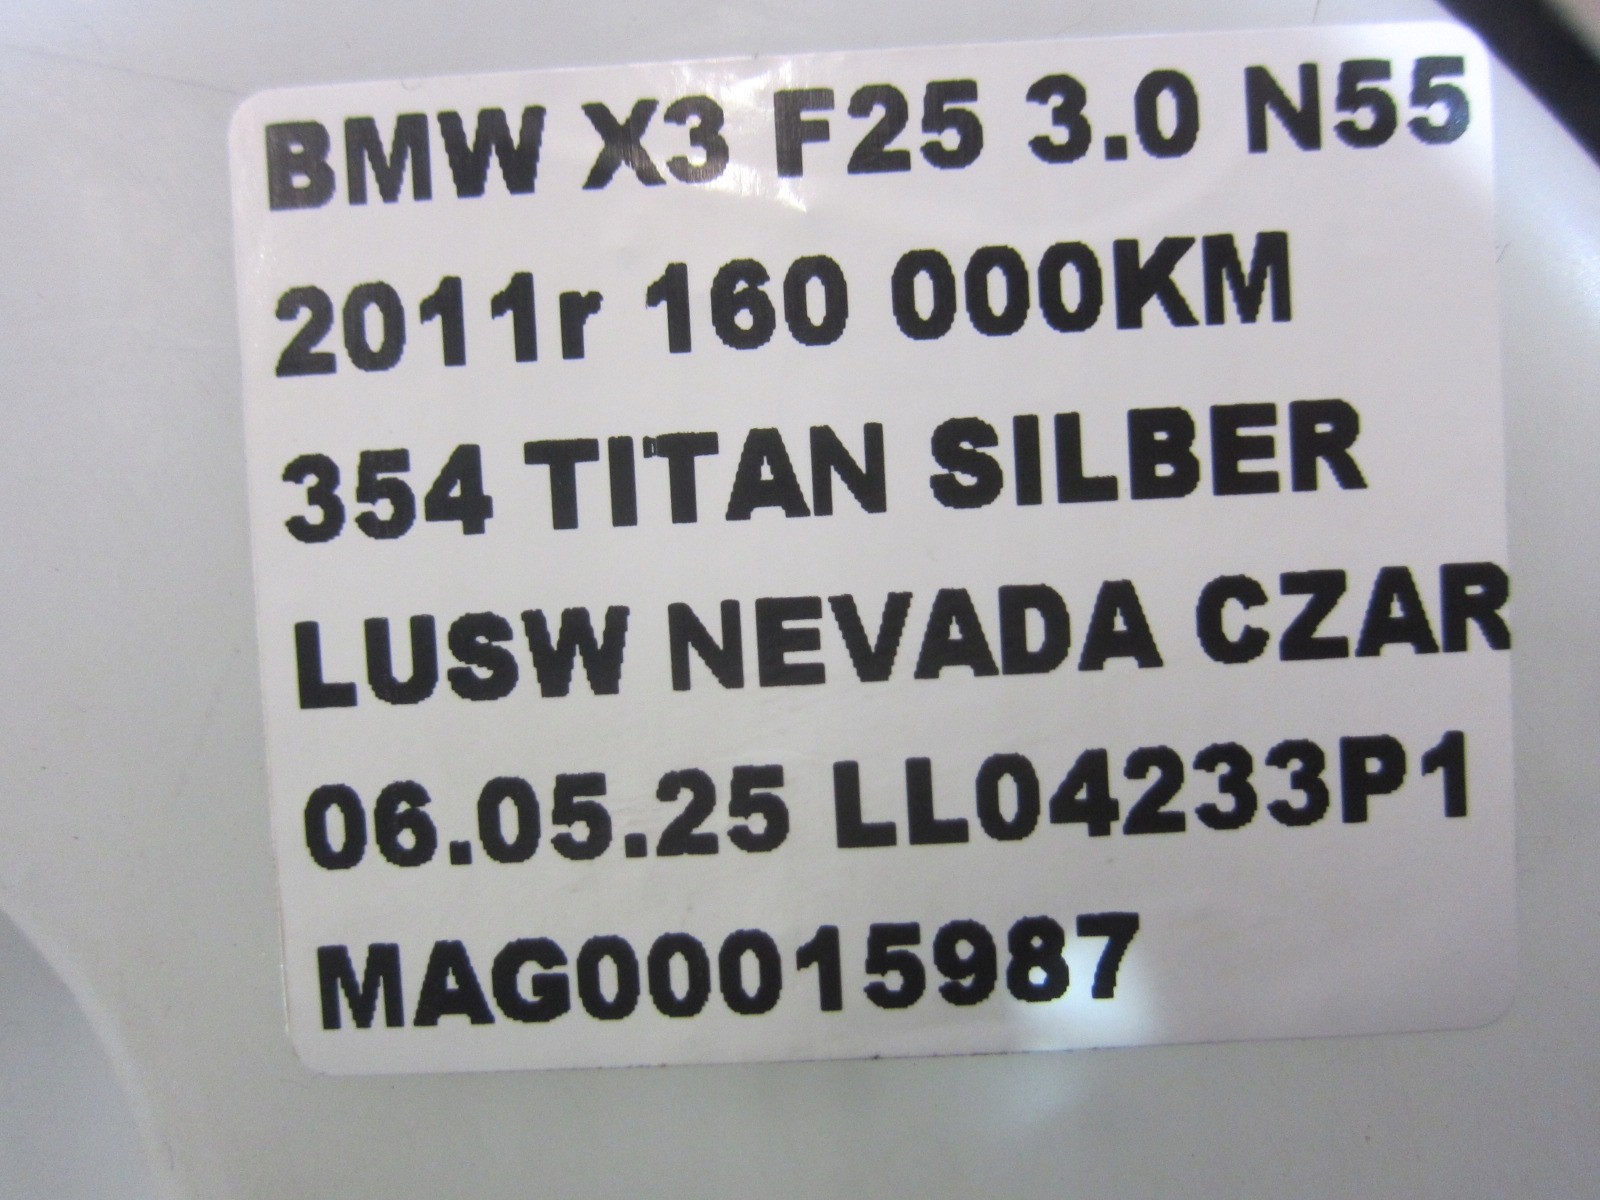 BMW X3 F25 3.0 N55
2011r 160 000KM
354 TITAN SILBER
LUSW NEVADA CZAR
06.05.25 LL04233P1
MAG00015987